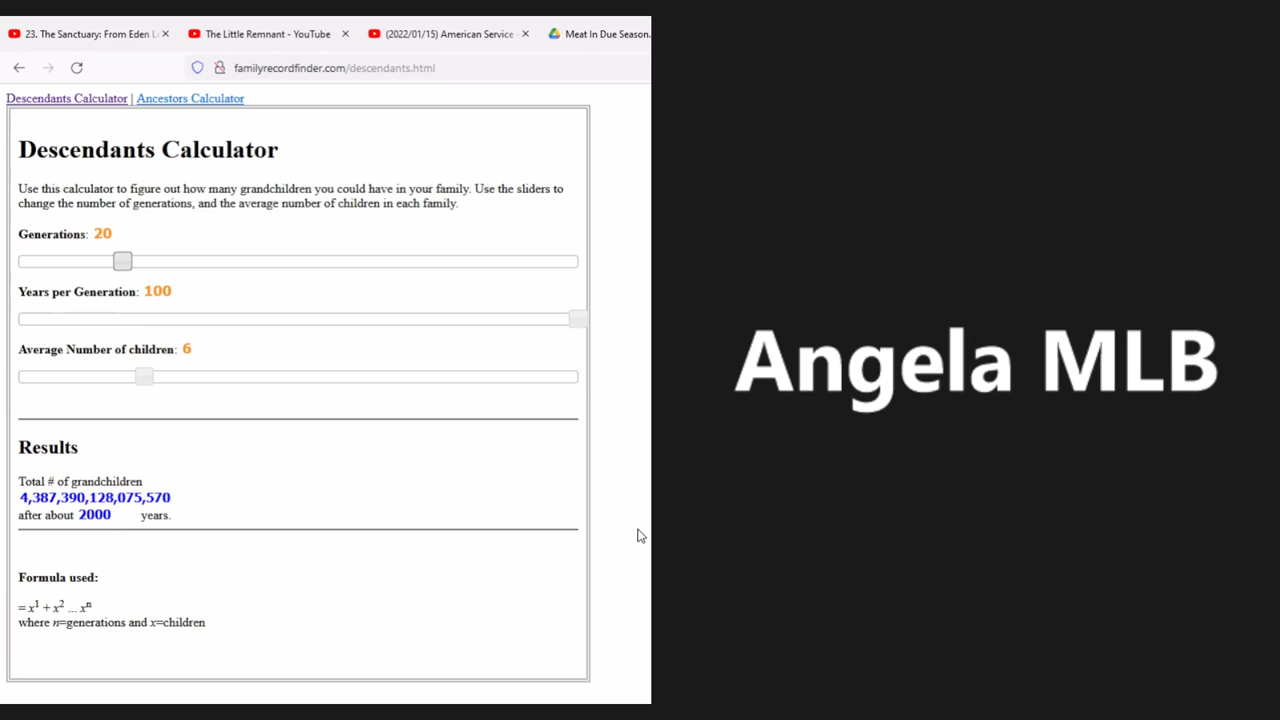 23. The Sanctuary: From Eden L
The Little Remnant - YouTube
(2022/01/15) American Service -
Meat In Due Season.
familyrecordfinder.com/descendants.html
Descendants Calculator | Ancestors Calculator
Descendants Calculator
Use this calculator to figure out how many grandchildren you could have in your family. Use the sliders to
change the number of generations, and the average number of children in each family.
Generations: 20
Years per Generation: 100
Average Number of children: 6
Results
Total # of grandchildren
4,387,390,128,075,570
after about 2000 years.
Formula used:
= x¹ + x² ... xⁿ
where n=generations and x=children
Angela MLB